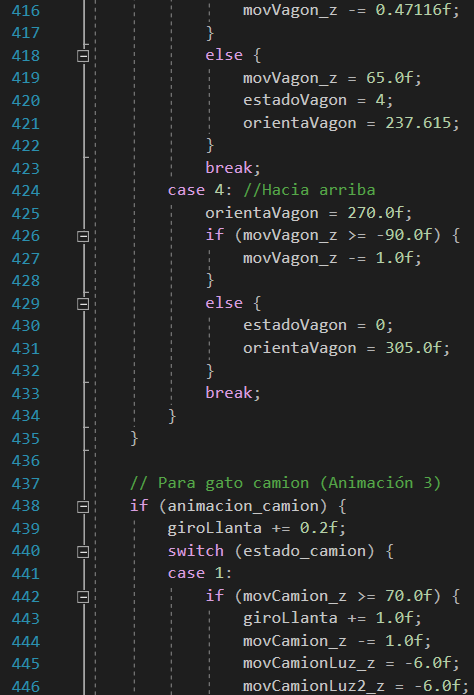 416 movVagon_z -= 0.47116f;
417 }
418 else {
419 movVagon_z = 65.0f;
420 estadoVagon = 4;
421 orientaVagon = 237.615;
422 }
423 break;
424 case 4: //Hacia arriba
425 orientaVagon = 270.0f;
426 if (movVagon_z >= -90.0f) {
427 movVagon_z -= 1.0f;
428 }
429 else {
430 estadoVagon = 0;
431 orientaVagon = 305.0f;
432 }
433 break;
434 }
435 }
436
437 // Para gato camion (Animación 3)
438 if (animacion_camion) {
439 giroLlanta += 0.2f;
440 switch (estado_camion) {
441 case 1:
442 if (movCamion_z >= 70.0f) {
443 giroLlanta += 1.0f;
444 movCamion_z -= 1.0f;
445 movCamionLuz_z = -6.0f;
446 movCamionLuz2_z = -6.0f;